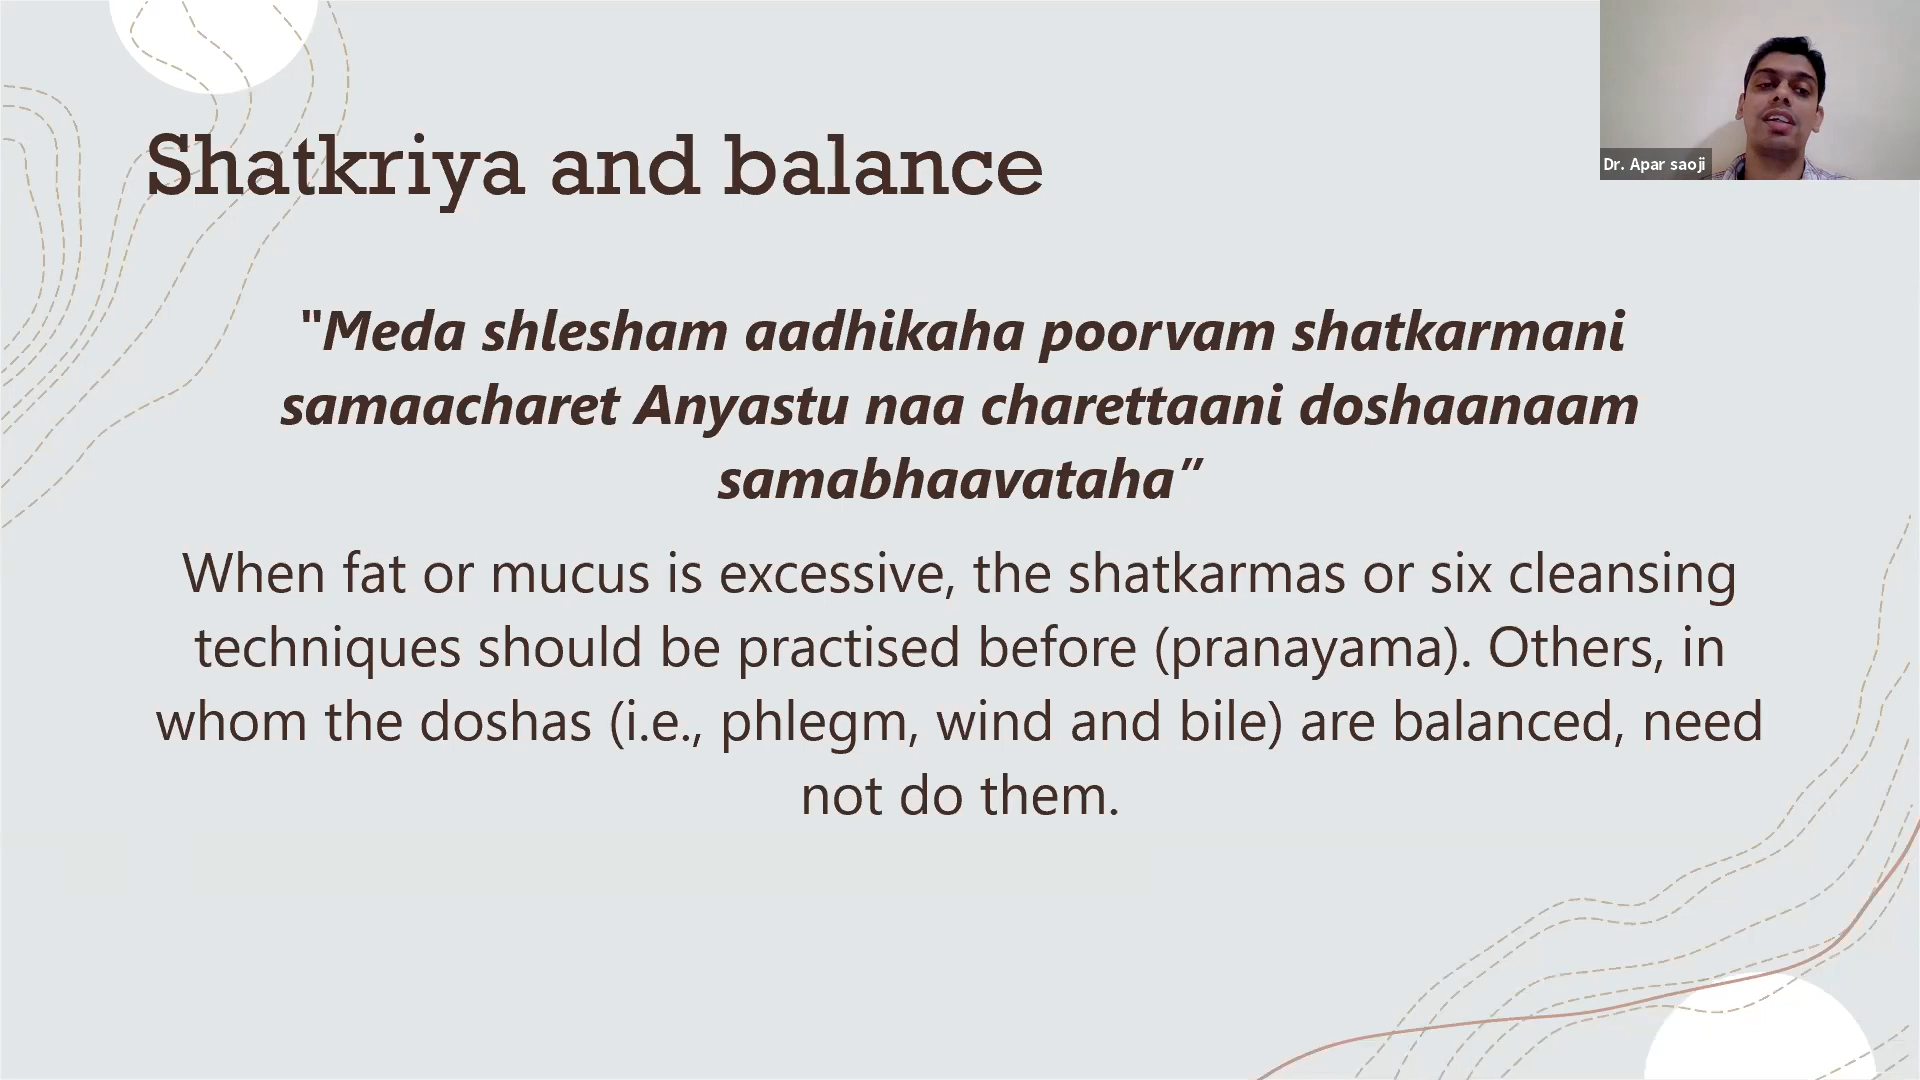 Shatkriya and balance
Dr. Apar saoji
"Meda shlesham aadhikaha poorvam shatkarmani
samaacharet Anyastu naa charettaani doshaanaam
samabhaavataha”
When fat or mucus is excessive, the shatkarmas or six cleansing
techniques should be practised before (pranayama). Others, in
whom the doshas (i.e., phlegm, wind and bile) are balanced, need
not do them.